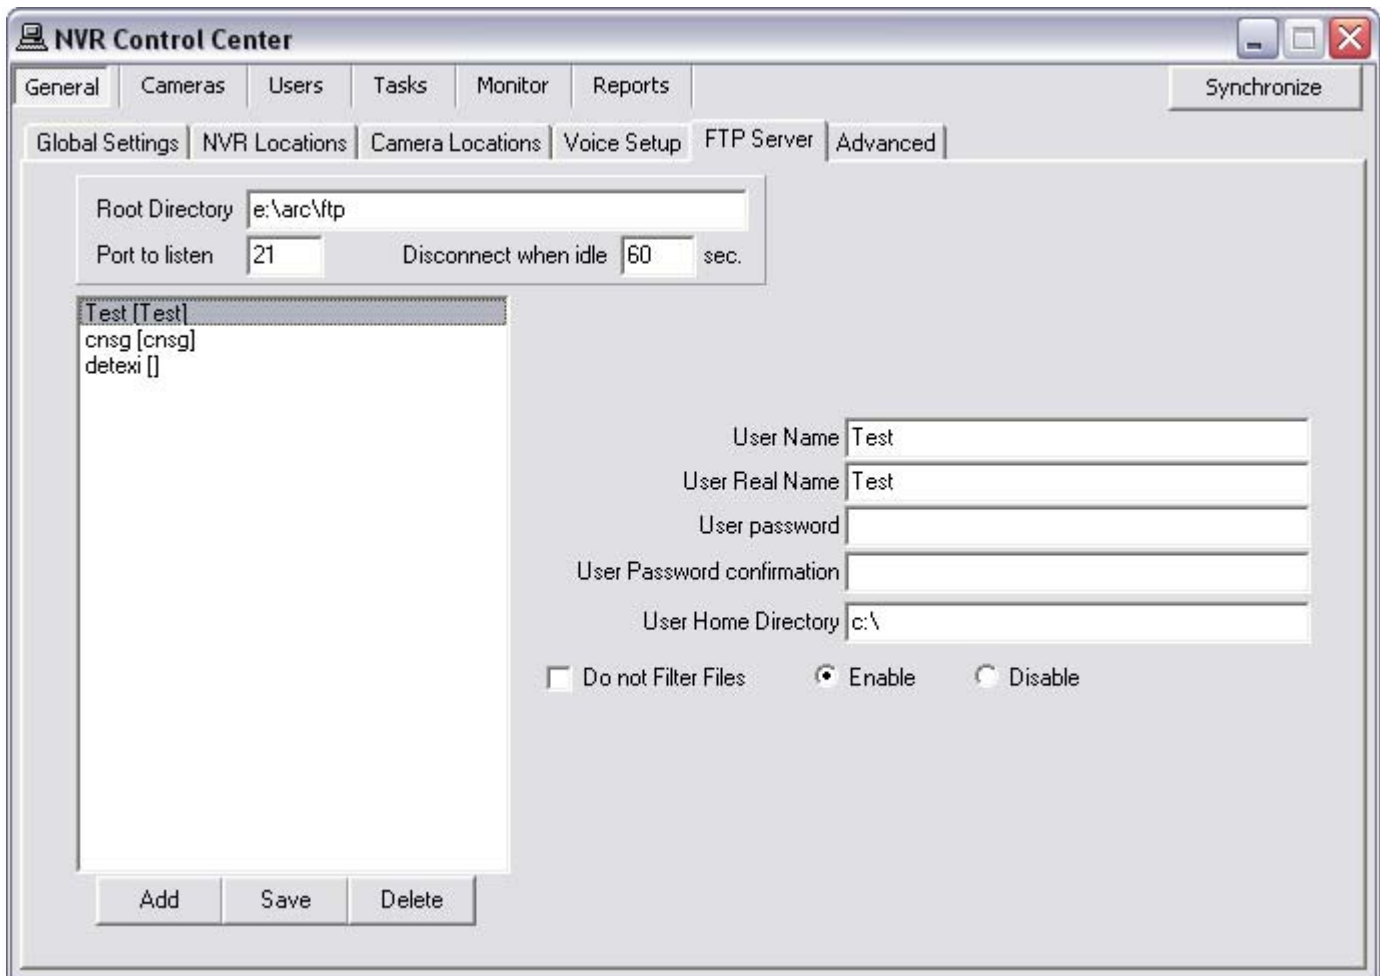 NVR Control Center
General Cameras Users Tasks Monitor Reports Synchronize
Global Settings NVR Locations Camera Locations Voice Setup FTP Server Advanced
Root Directory e:\arc\ftp
Port to listen 21 Disconnect when idle 60 sec.
Test [Test]
cnsg [cnsg]
detexi []
User Name Test
User Real Name Test
User password
User Password confirmation
User Home Directory c:\
Do not Filter Files Enable Disable
Add Save Delete